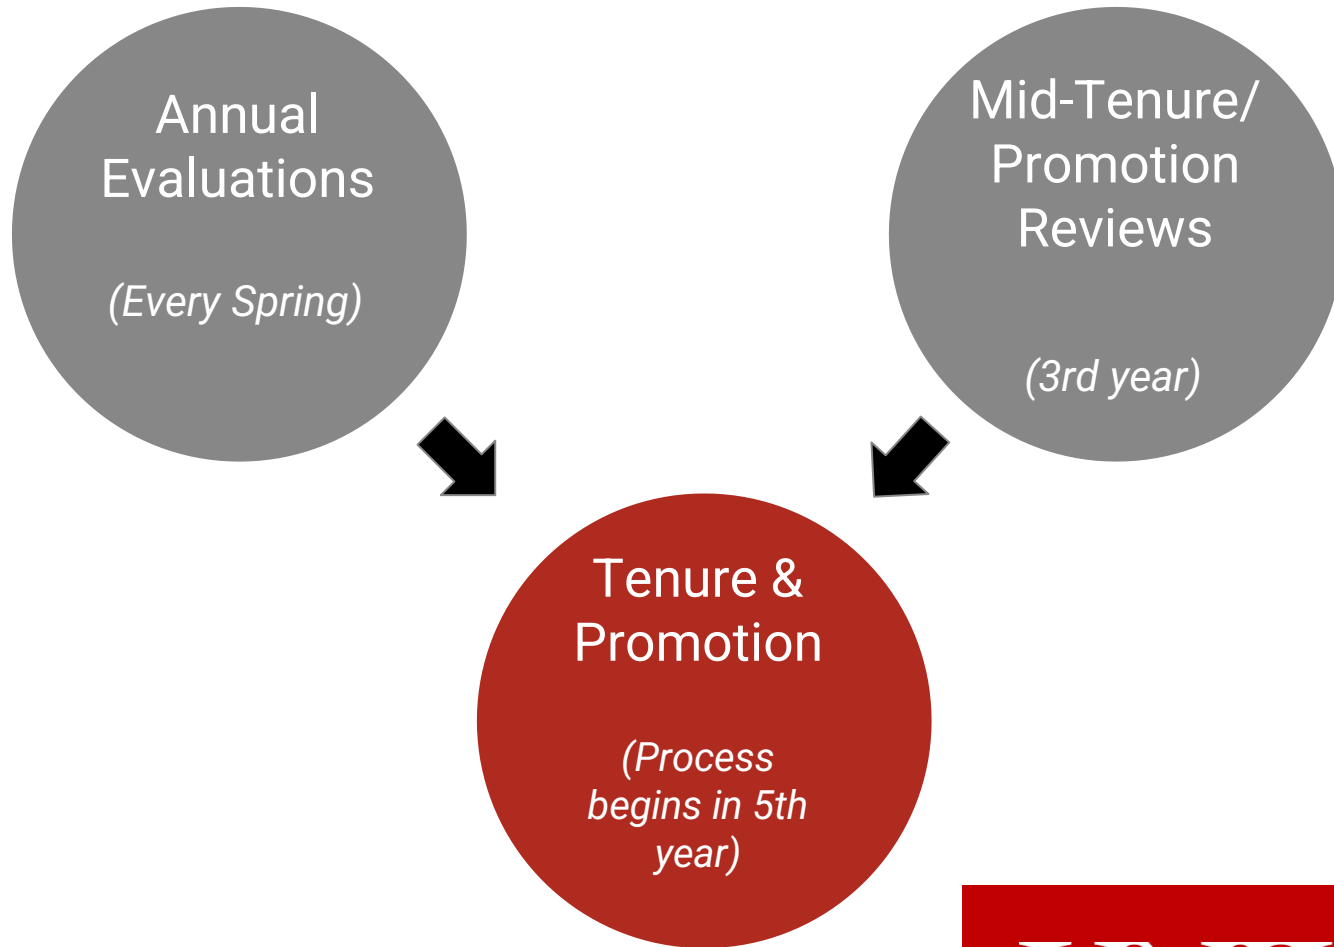 Annual
Evaluations
(Every Spring)
Mid-Tenure/
Promotion
Reviews
(3rd year)
Tenure &
Promotion
(Process
begins in 5th
year)